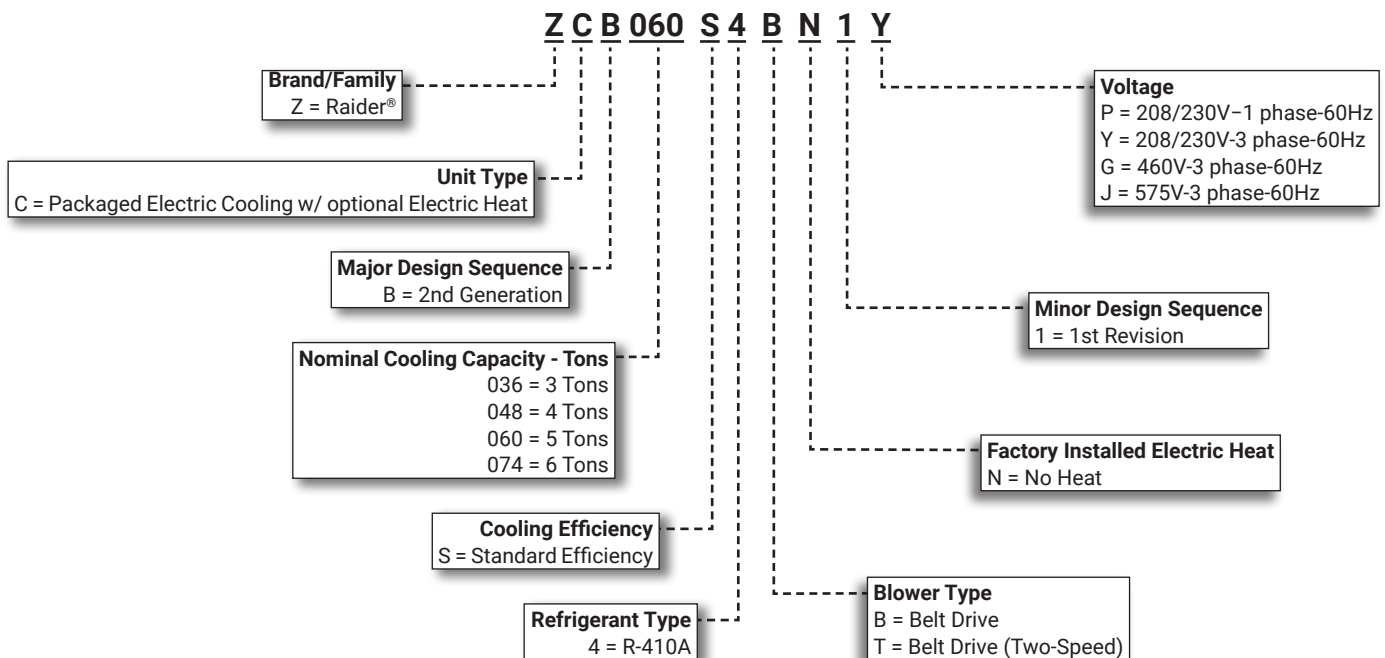 Z C B 060 S 4 B N 1 Y
Brand/Family
Z = Raider®
Unit Type
C = Packaged Electric Cooling w/ optional Electric Heat
Major Design Sequence
B = 2nd Generation
Nominal Cooling Capacity - Tons
036 = 3 Tons
048 = 4 Tons
060 = 5 Tons
074 = 6 Tons
Cooling Efficiency
S = Standard Efficiency
Refrigerant Type
4 = R-410A
Voltage
P = 208/230V−1 phase-60Hz
Y = 208/230V-3 phase-60Hz
G = 460V-3 phase-60Hz
J = 575V-3 phase-60Hz
Minor Design Sequence
1 = 1st Revision
Factory Installed Electric Heat
N = No Heat
Blower Type
B = Belt Drive
T = Belt Drive (Two-Speed)